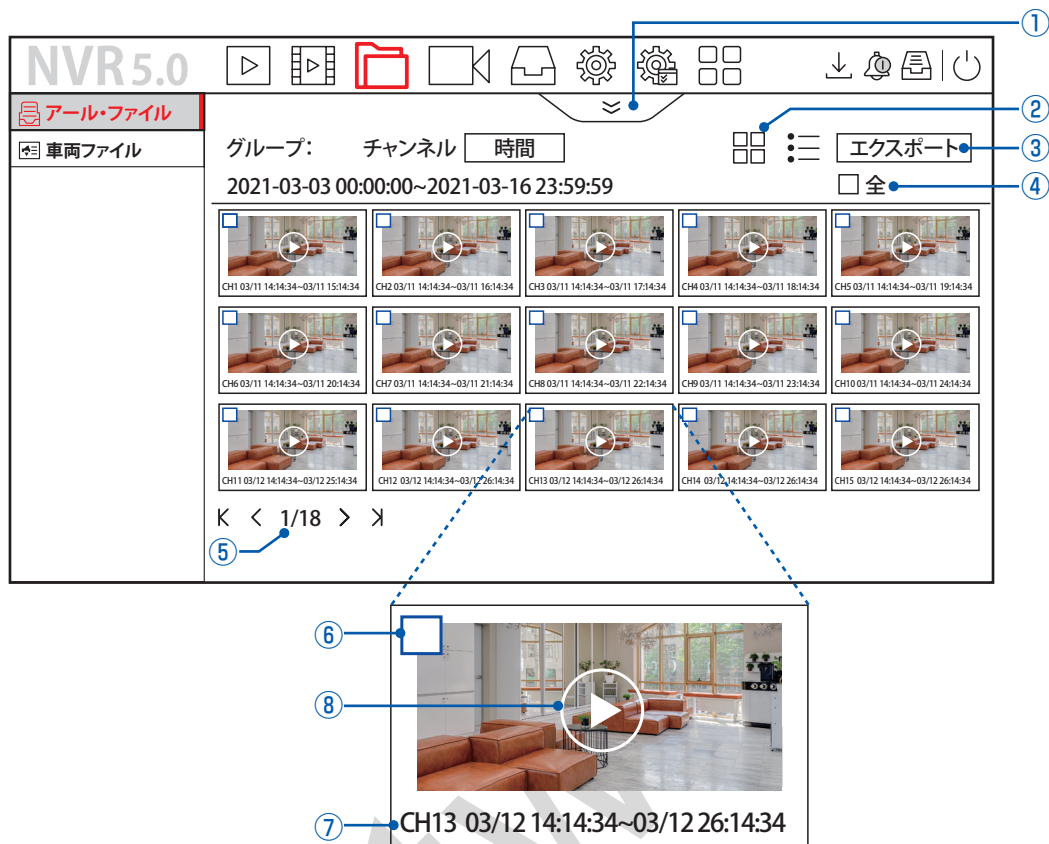 ①
NVR 5.0
アール・ファイル
車両ファイル
②
グループ： チャンネル 時間 エクスポート ③
2021-03-03 00:00:00~2021-03-16 23:59:59 全 ④
CH1 03/11 14:14:34~03/11 15:14:34
CH2 03/11 14:14:34~03/11 16:14:34
CH3 03/11 14:14:34~03/11 17:14:34
CH4 03/11 14:14:34~03/11 18:14:34
CH5 03/11 14:14:34~03/11 19:14:34
CH6 03/11 14:14:34~03/11 20:14:34
CH7 03/11 14:14:34~03/11 21:14:34
CH8 03/11 14:14:34~03/11 22:14:34
CH9 03/11 14:14:34~03/11 23:14:34
CH10 03/11 14:14:34~03/11 24:14:34
CH11 03/12 14:14:34~03/12 25:14:34
CH12 03/12 14:14:34~03/12 26:14:34
CH13 03/12 14:14:34~03/12 26:14:34
CH14 03/12 14:14:34~03/12 26:14:34
CH15 03/12 14:14:34~03/12 26:14:34
1/18
⑤
⑥
⑧
⑦ CH13 03/12 14:14:34~03/12 26:14:34